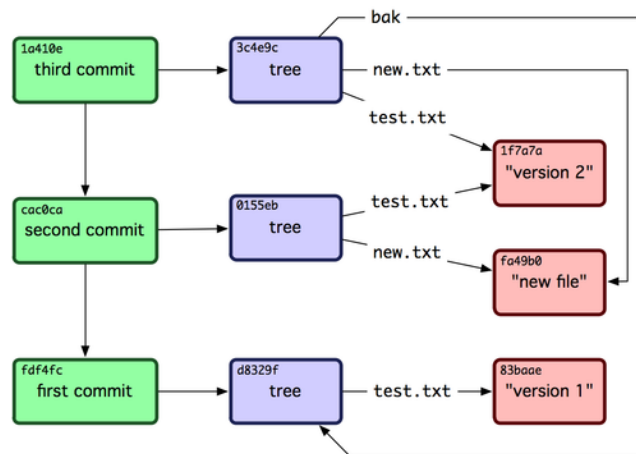 bak
1a410e
third commit
3c4e9c
tree
new.txt
test.txt
1f7a7a
"version 2"
cac0ca
second commit
0155eb
tree
test.txt
new.txt
fa49b0
"new file"
fdf4fc
first commit
d8329f
tree
test.txt
83baae
"version 1"